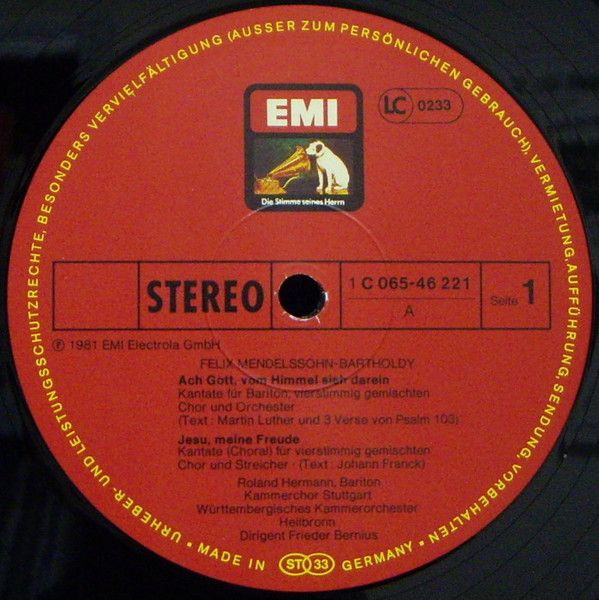 URHEBER- UND LEISTUNGSSCHUTZRECHTE, BESONDERS VERVIELFÄLTIGUNG (AUSSER ZUM PERSÖNLICHEN GEBRAUCH), VERMIETUNG, AUFFÜHRUNG, SENDUNG, VORBEHALTEN
EMI
LC 0233
Die Stimme seines Herrn
STEREO
1 C 065-46 221
A
Seite 1
℗ 1981 EMI Electrola GmbH
FELIX MENDELSSOHN-BARTHOLDY
Ach Gott, vom Himmel sieh darein
Kantate für Bariton, vierstimmig gemischten
Chor und Orchester
(Text: Martin Luther und 3 Verse von Psalm 103)
Jesu, meine Freude
Kantate (Choral) für vierstimmig gemischten
Chor und Streicher · (Text: Johann Franck)
Roland Hermann, Bariton
Kammerchor Stuttgart
Württembergisches Kammerorchester
Heilbronn
Dirigent Frieder Bernius
• MADE IN ST 33 GERMANY •